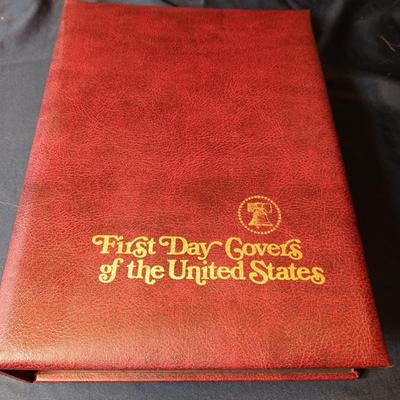 First Day Covers
of the United States